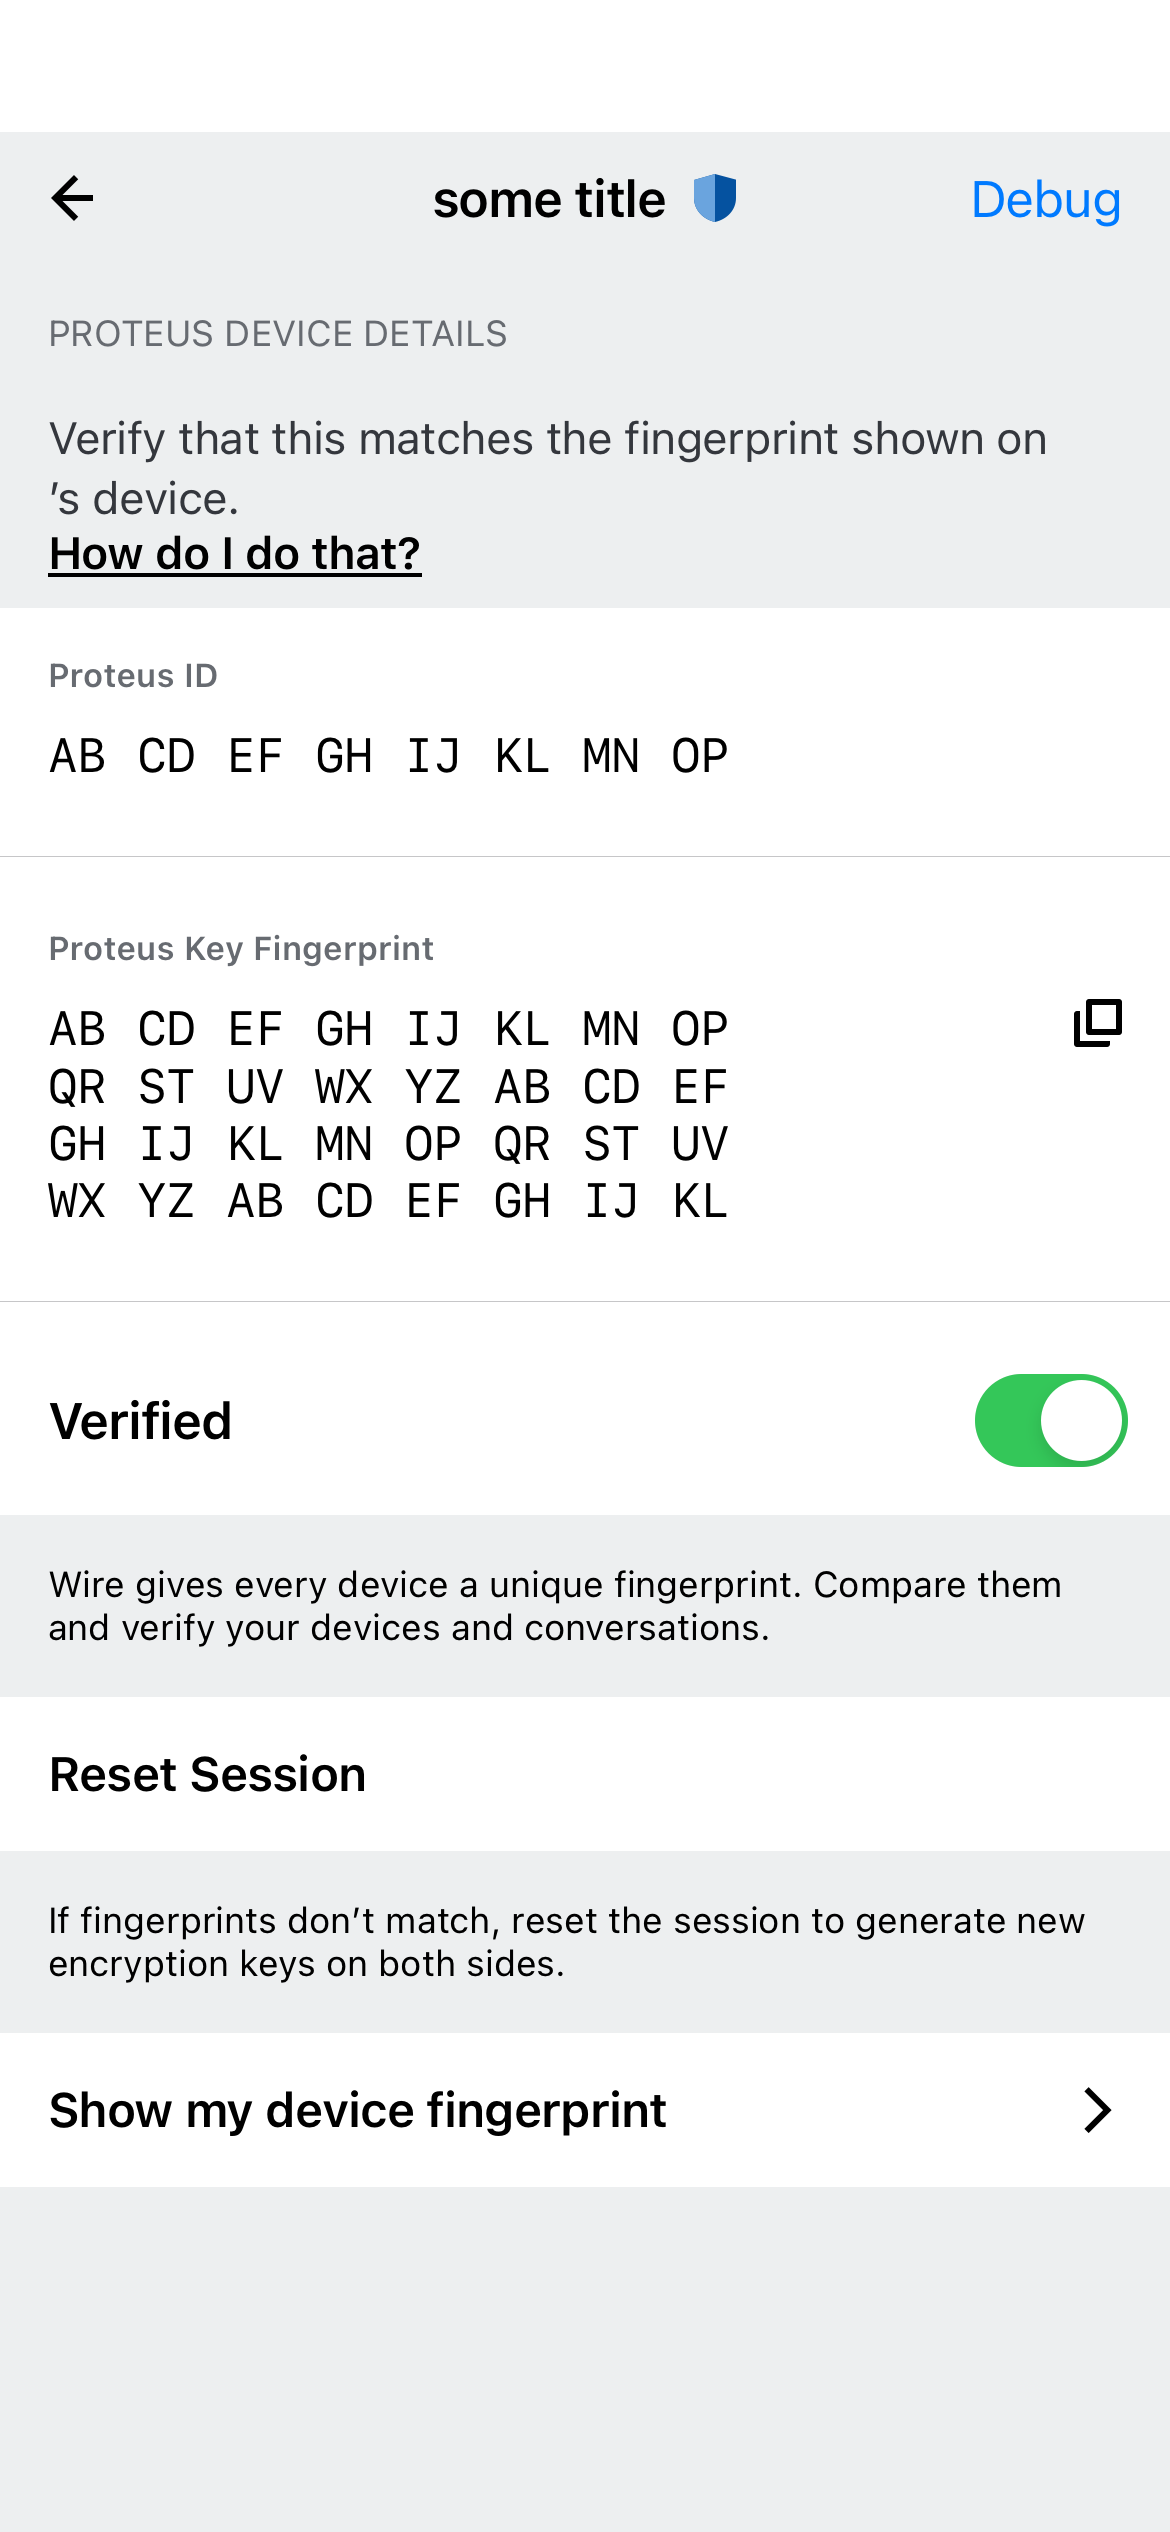 some title
Debug
PROTEUS DEVICE DETAILS
Verify that this matches the fingerprint shown on
’s device.
How do I do that?
Proteus ID
AB CD EF GH IJ KL MN OP
Proteus Key Fingerprint
AB CD EF GH IJ KL MN OP
QR ST UV WX YZ AB CD EF
GH IJ KL MN OP QR ST UV
WX YZ AB CD EF GH IJ KL
Verified
Wire gives every device a unique fingerprint. Compare them
and verify your devices and conversations.
Reset Session
If fingerprints don’t match, reset the session to generate new
encryption keys on both sides.
Show my device fingerprint